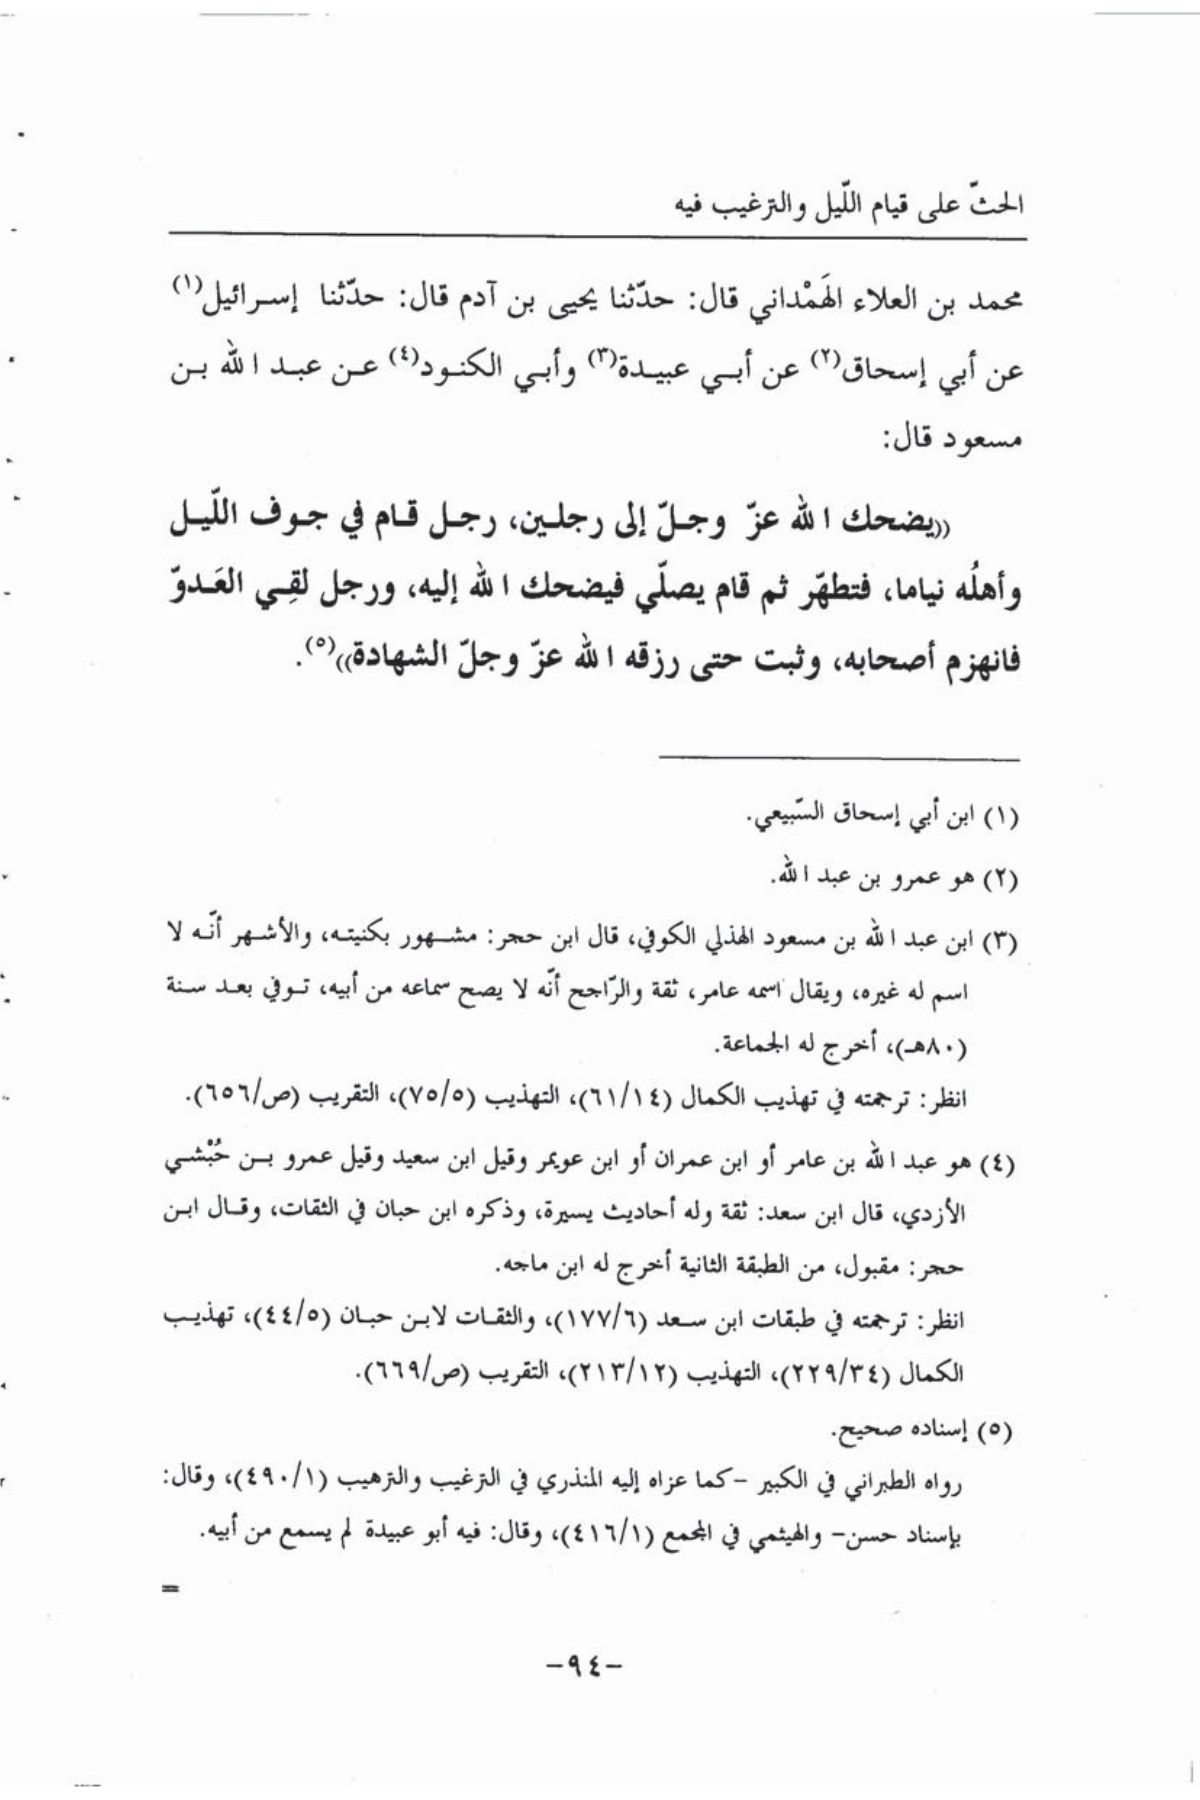 الحثّ على قيام اللّيل والترغيب فيه
محمد بن العلاء الهَمْداني قال: حدّثنا يحيى بن آدم قال: حدّثنا إسرائيل(١)
عن أبي إسحاق(٢) عن أبي عبيدة(٣) وأبي الكنود(٤) عن عبد الله بن
مسعود قال:
((يضحك الله عزّ وجلّ إلى رجلين، رجل قام في جوف اللّيل
وأهلُه نياما، فتطهّر ثم قام يصلّي فيضحك الله إليه، ورجل لقِي العَدوّ
فانهزم أصحابه، وثبت حتى رزقه الله عزّ وجلّ الشهادة))(٥).
(١) ابن أبي إسحاق السّبيعي.
(٢) هو عمرو بن عبد الله.
(٣) ابن عبد الله بن مسعود الهذلي الكوفي، قال ابن حجر: مشهور بكنيته، والأشهر أنّه لا
اسم له غيره، ويقال اسمه عامر، ثقة والرّاجح أنّه لا يصح سماعه من أبيه، توفي بعد سنة
(٨٠هـ)، أخرج له الجماعة.
انظر: ترجمته في تهذيب الكمال (٦١/١٤)، التهذيب (٧٥/٥)، التقريب (ص/٦٥٦).
(٤) هو عبد الله بن عامر أو ابن عمران أو ابن عويمر وقيل ابن سعيد وقيل عمرو بن حُبْشي
الأزدي، قال ابن سعد: ثقة وله أحاديث يسيرة، وذكره ابن حبان في الثقات، وقال ابن
حجر: مقبول، من الطبقة الثانية أخرج له ابن ماجه.
انظر: ترجمته في طبقات ابن سعد (١٧٧/٦)، والثقات لابن حبان (٤٤/٥)، تهذيب
الكمال (٢٢٩/٣٤)، التهذيب (٢١٣/١٢)، التقريب (ص/٦٦٩).
(٥) إسناده صحيح.
رواه الطبراني في الكبير -كما عزاه إليه المنذري في الترغيب والترهيب (٤٩٠/١)، وقال:
بإسناد حسن- والهيثمي في المجمع (٤١٦/١)، وقال: فيه أبو عبيدة لم يسمع من أبيه.
=
-٩٤-